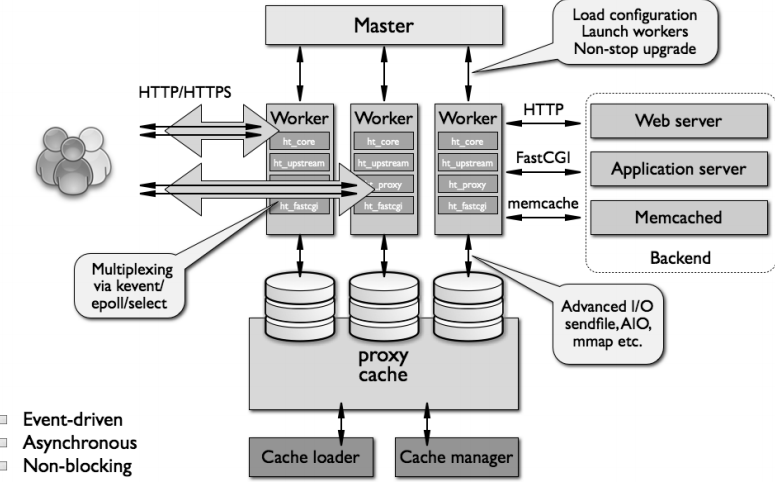 Master
Load configuration
Launch workers
Non-stop upgrade
HTTP/HTTPS
Worker
ht_core
ht_upstream
ht_fastcgi
Worker
ht_core
ht_upstream
ht_proxy
ht_fastcgi
Worker
ht_core
ht_upstream
ht_proxy
ht_fastcgi
HTTP
FastCGI
memcache
Web server
Application server
Memcached
Backend
Multiplexing
via kevent/
epoll/select
Advanced I/O
sendfile, AIO,
mmap etc.
proxy
cache
Cache loader
Cache manager
Event-driven
Asynchronous
Non-blocking